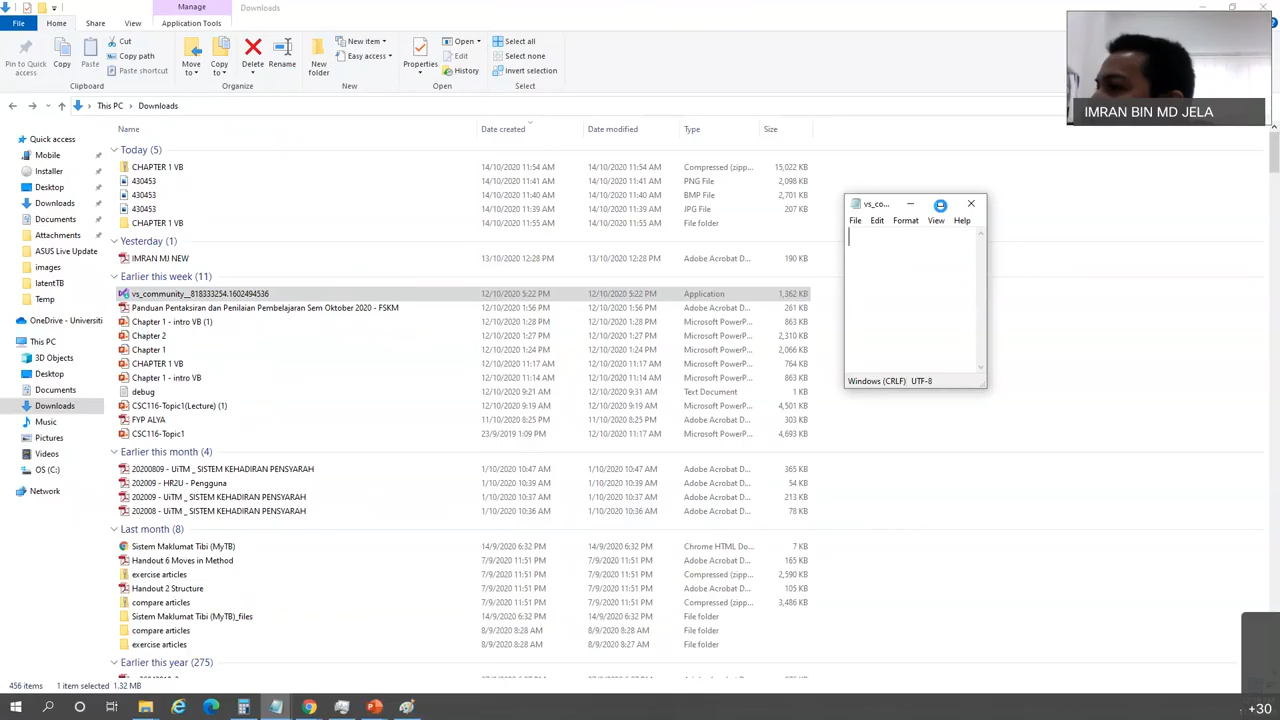 Manage
Downloads
File
Home
Share
View
Application Tools
Pin to Quick access
Copy
Paste
Cut
Copy path
Paste shortcut
Clipboard
Move to
Copy to
Delete
Rename
Organize
New folder
New item
Easy access
New
Properties
Open
Edit
History
Open
Select all
Select none
Invert selection
Select
IMRAN BIN MD JELA
This PC
Downloads
Name
Date created
Date modified
Type
Size
Quick access
Mobile
Installer
Desktop
Downloads
Documents
Attachments
ASUS Live Update
images
latentTB
Temp
OneDrive - Universiti
This PC
3D Objects
Desktop
Documents
Downloads
Music
Pictures
Videos
OS (C:)
Network
Today (5)
CHAPTER 1 VB 14/10/2020 11:54 AM 14/10/2020 11:54 AM Compressed (zipp... 15,022 KB
430453 14/10/2020 11:41 AM 14/10/2020 11:41 AM PNG File 2,098 KB
430453 14/10/2020 11:40 AM 14/10/2020 11:40 AM BMP File 2,701 KB
430453 14/10/2020 11:39 AM 14/10/2020 11:39 AM JPG File 207 KB
CHAPTER 1 VB 14/10/2020 11:55 AM 14/10/2020 11:55 AM File folder
Yesterday (1)
IMRAN MJ NEW 13/10/2020 12:28 PM 13/10/2020 12:28 PM Adobe Acrobat D... 190 KB
Earlier this week (11)
vs_community__818333254.1602494536 12/10/2020 5:22 PM 12/10/2020 5:22 PM Application 1,362 KB
Panduan Pentaksiran dan Penilaian Pembelajaran Sem Oktober 2020 - FSKM 12/10/2020 1:56 PM 12/10/2020 1:56 PM Adobe Acrobat D... 261 KB
Chapter 1 - intro VB (1) 12/10/2020 1:28 PM 12/10/2020 1:28 PM Microsoft PowerP... 863 KB
Chapter 2 12/10/2020 1:27 PM 12/10/2020 1:27 PM Microsoft PowerP... 2,310 KB
Chapter 1 12/10/2020 1:24 PM 12/10/2020 1:24 PM Microsoft PowerP... 2,066 KB
CHAPTER 1 VB 12/10/2020 11:17 AM 12/10/2020 11:17 AM Microsoft PowerP... 764 KB
Chapter 1 - intro VB 12/10/2020 11:14 AM 12/10/2020 11:14 AM Microsoft PowerP... 863 KB
debug 12/10/2020 9:21 AM 12/10/2020 9:31 AM Text Document 1 KB
CSC116-Topic1(Lecture) (1) 12/10/2020 9:19 AM 12/10/2020 9:19 AM Microsoft PowerP... 4,501 KB
FYP ALYA 11/10/2020 8:25 AM 12/10/2020 8:25 AM Adobe Acrobat D... 303 KB
CSC116-Topic1 23/9/2019 1:09 PM 12/10/2020 11:17 AM Microsoft PowerP... 4,693 KB
Earlier this month (4)
20200809 - UiTM _ SISTEM KEHADIRAN PENSYARAH 1/10/2020 10:47 AM 1/10/2020 10:47 AM Adobe Acrobat D... 365 KB
202009 - HR2U - Pengguna 1/10/2020 10:39 AM 1/10/2020 10:39 AM Adobe Acrobat D... 54 KB
202009 - UiTM _ SISTEM KEHADIRAN PENSYARAH 1/10/2020 10:37 AM 1/10/2020 10:37 AM Adobe Acrobat D... 213 KB
202008 - UiTM _ SISTEM KEHADIRAN PENSYARAH 1/10/2020 10:36 AM 1/10/2020 10:36 AM Adobe Acrobat D... 78 KB
Last month (8)
Sistem Maklumat Tibi (MyTB) 14/9/2020 6:32 PM 14/9/2020 6:32 PM Chrome HTML Do... 7 KB
Handout 6 Moves in Method 7/9/2020 11:51 PM 7/9/2020 11:51 PM Adobe Acrobat D... 165 KB
exercise articles 7/9/2020 11:51 PM 7/9/2020 11:51 PM Compressed (zipp... 2,590 KB
Handout 2 Structure 7/9/2020 11:51 PM 7/9/2020 11:51 PM Adobe Acrobat D... 105 KB
compare articles 7/9/2020 11:51 PM 7/9/2020 11:51 PM Compressed (zipp... 3,486 KB
Sistem Maklumat Tibi (MyTB)_files 14/9/2020 6:32 PM 14/9/2020 6:32 PM File folder
compare articles 8/9/2020 8:28 AM 8/9/2020 8:28 AM File folder
exercise articles 8/9/2020 8:28 AM 8/9/2020 8:27 AM File folder
Earlier this year (275)
vs_co...
File Edit Format View Help
Windows (CRLF) UTF-8
456 items 1 item selected 1.32 MB
+30